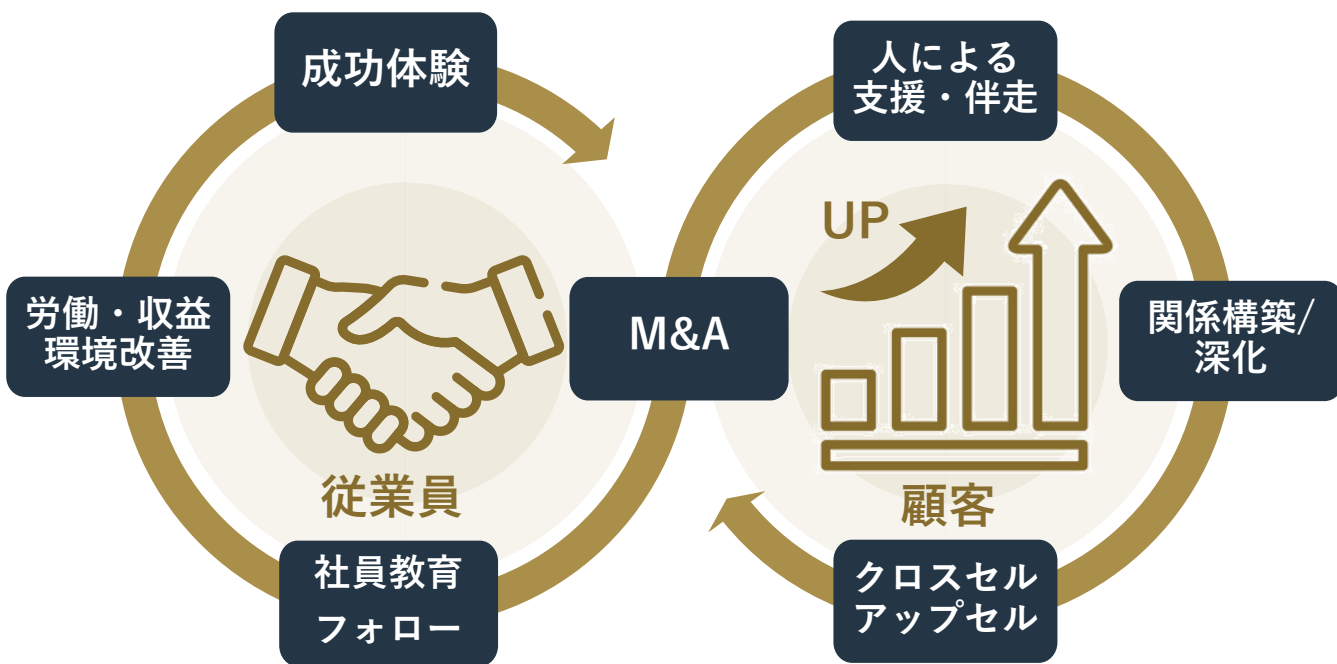 成功体験
人による
支援・伴走
UP
労働・収益
環境改善
M&A
関係構築/
深化
従業員
顧客
社員教育
フォロー
クロスセル
アップセル